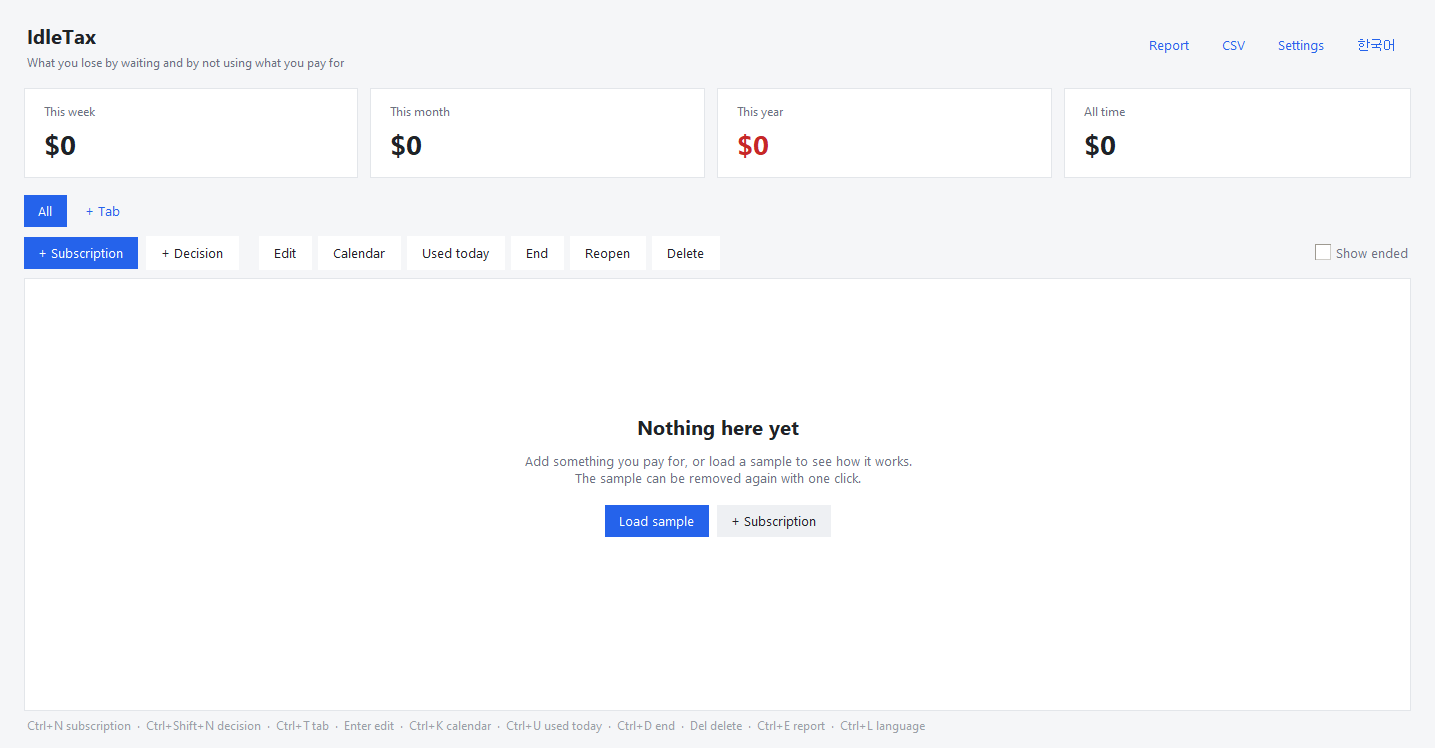 IdleTax
What you lose by waiting and by not using what you pay for
Report CSV Settings 한국어
This week This month This year All time
$0 $0 $0 $0
All + Tab
+ Subscription + Decision Edit Calendar Used today End Reopen Delete Show ended
Nothing here yet
Add something you pay for, or load a sample to see how it works.
The sample can be removed again with one click.
Load sample + Subscription
Ctrl+N subscription · Ctrl+Shift+N decision · Ctrl+T tab · Enter edit · Ctrl+K calendar · Ctrl+U used today · Ctrl+D end · Del delete · Ctrl+E report · Ctrl+L language